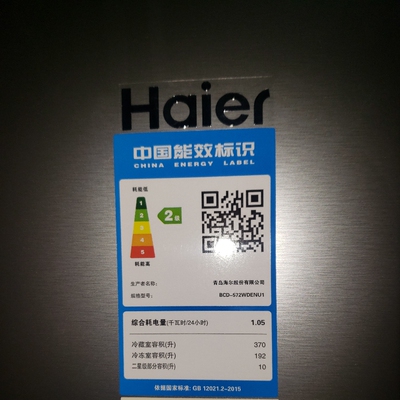 Haier
中国能效标识
CHINA ENERGY LABEL
耗能低
1
2
3
4
5
2级
耗能高
生产者名称: 青岛海尔股份有限公司
规格型号: BCD-572WDENU1
综合耗电量(千瓦时/24小时) 1.05
冷藏室容积(升) 370
冷冻室容积(升) 192
二星级部分容积(升) 10
依据国家标准: GB 12021.2-2015